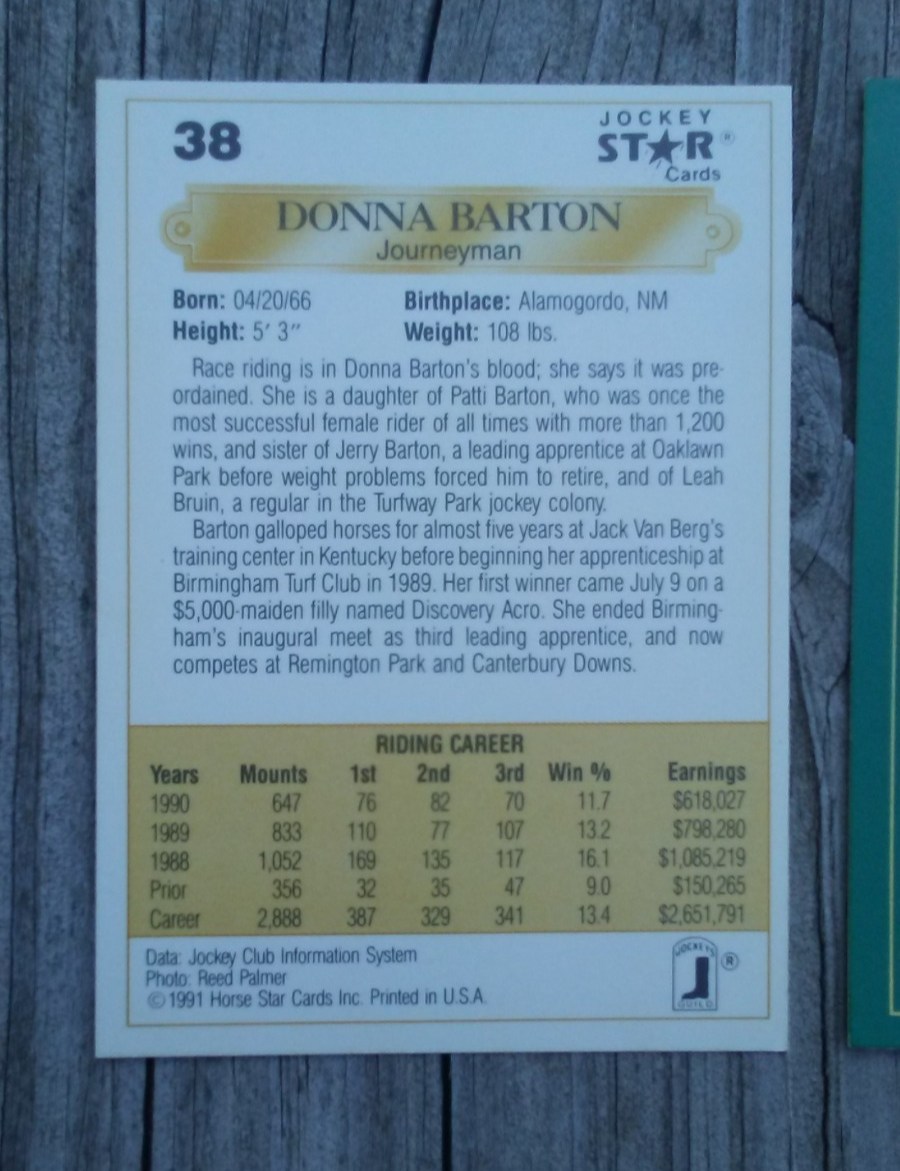 38
JOCKEY
ST★R®
Cards
DONNA BARTON
Journeyman
Born: 04/20/66 Birthplace: Alamogordo, NM
Height: 5' 3" Weight: 108 lbs.
Race riding is in Donna Barton's blood; she says it was pre-
ordained. She is a daughter of Patti Barton, who was once the
most successful female rider of all times with more than 1,200
wins, and sister of Jerry Barton, a leading apprentice at Oaklawn
Park before weight problems forced him to retire, and of Leah
Bruin, a regular in the Turfway Park jockey colony.
Barton galloped horses for almost five years at Jack Van Berg's
training center in Kentucky before beginning her apprenticeship at
Birmingham Turf Club in 1989. Her first winner came July 9 on a
$5,000-maiden filly named Discovery Acro. She ended Birming-
ham's inaugural meet as third leading apprentice, and now
competes at Remington Park and Canterbury Downs.
RIDING CAREER
Years Mounts 1st 2nd 3rd Win % Earnings
1990 647 76 82 70 11.7 $618,027
1989 833 110 77 107 13.2 $798,280
1988 1,052 169 135 117 16.1 $1,085,219
Prior 356 32 35 47 9.0 $150,265
Career 2,888 387 329 341 13.4 $2,651,791
Data: Jockey Club Information System
Photo: Reed Palmer
©1991 Horse Star Cards Inc. Printed in U.S.A.
JOCKEYS'
GUILD
®